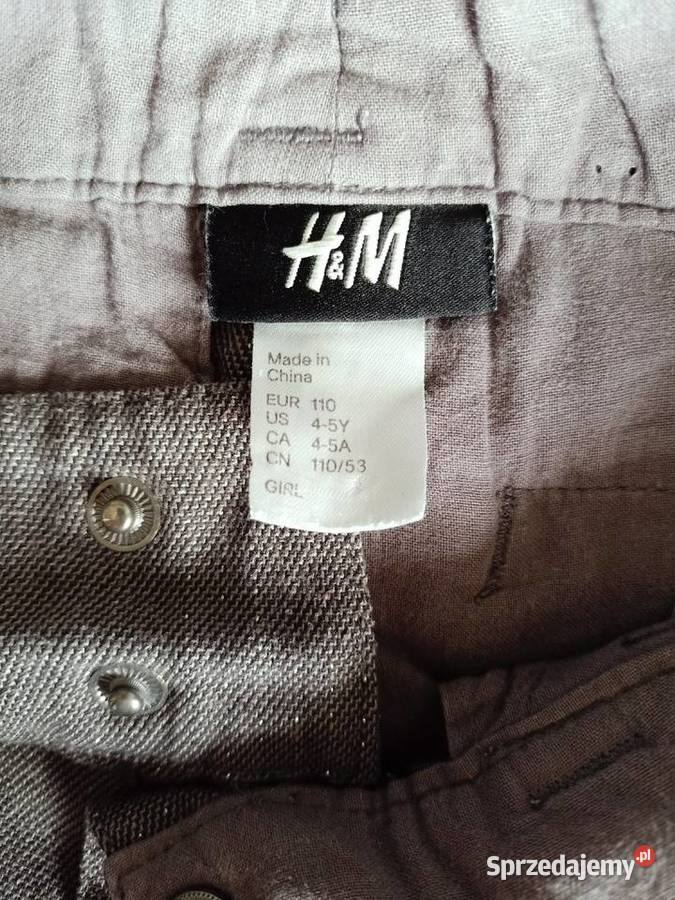 H&M
Made in
China
EUR 110
US 4-5Y
CA 4-5A
CN 110/53
GIRL
Sprzedajemy.pl